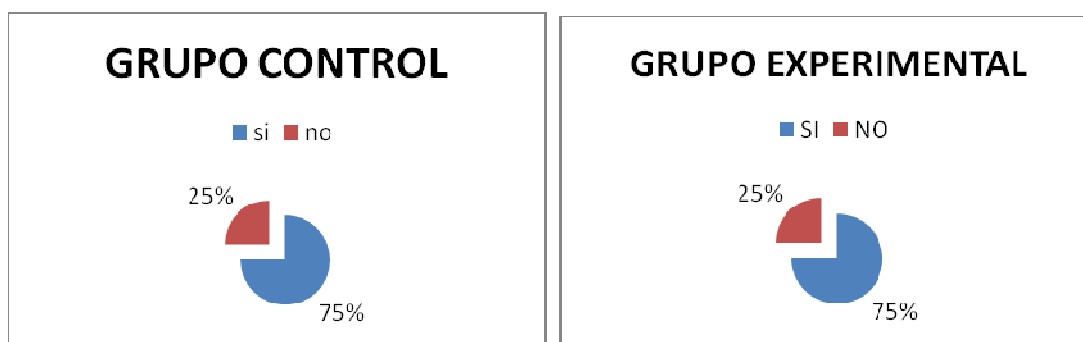 GRUPO CONTROL
si no
25%
75%
GRUPO EXPERIMENTAL
SI NO
25%
75%